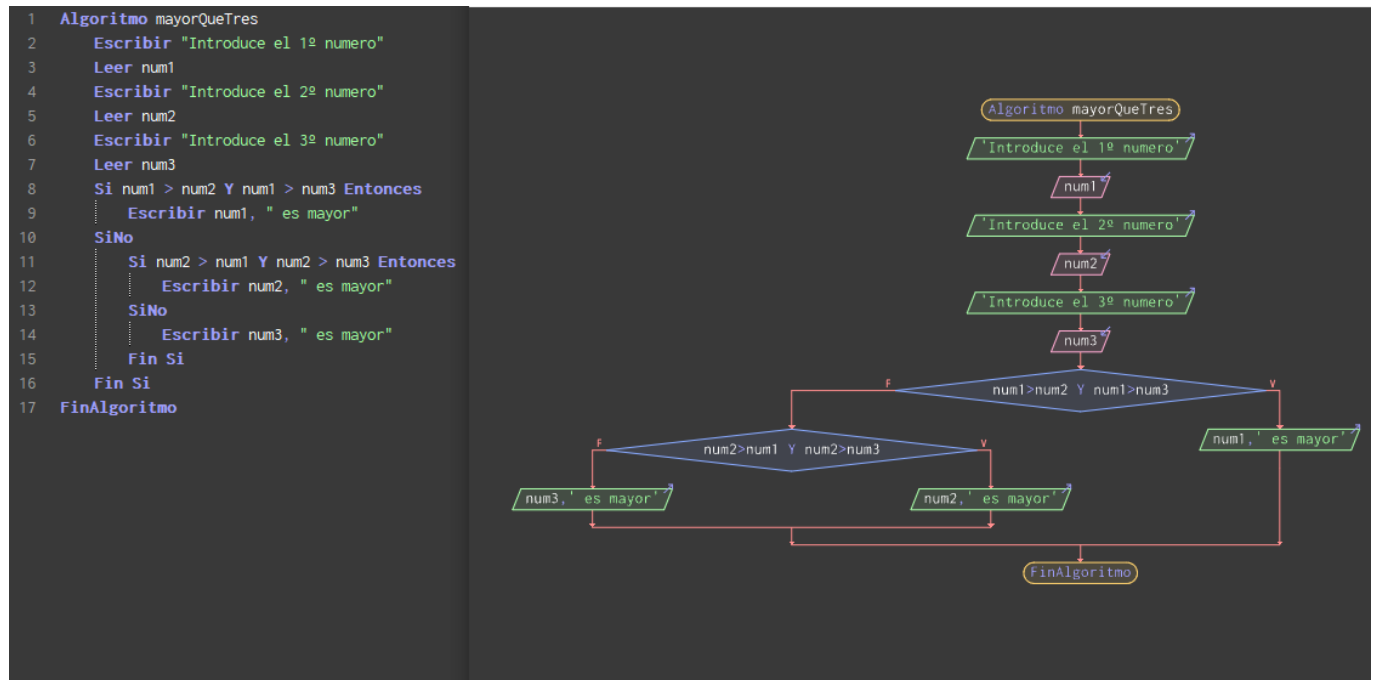 1 Algoritmo mayorQueTres
2 Escribir "Introduce el 1º numero"
3 Leer num1
4 Escribir "Introduce el 2º numero"
5 Leer num2
6 Escribir "Introduce el 3º numero"
7 Leer num3
8 Si num1 > num2 Y num1 > num3 Entonces
9 Escribir num1, " es mayor"
10 SiNo
11 Si num2 > num1 Y num2 > num3 Entonces
12 Escribir num2, " es mayor"
13 SiNo
14 Escribir num3, " es mayor"
15 Fin Si
16 Fin Si
17 FinAlgoritmo
Algoritmo mayorQueTres
'Introduce el 1º numero'
num1
'Introduce el 2º numero'
num2
'Introduce el 3º numero'
num3
F num1>num2 Y num1>num3 V
F num2>num1 Y num2>num3 V
num1,' es mayor'
num3,' es mayor'
num2,' es mayor'
FinAlgoritmo